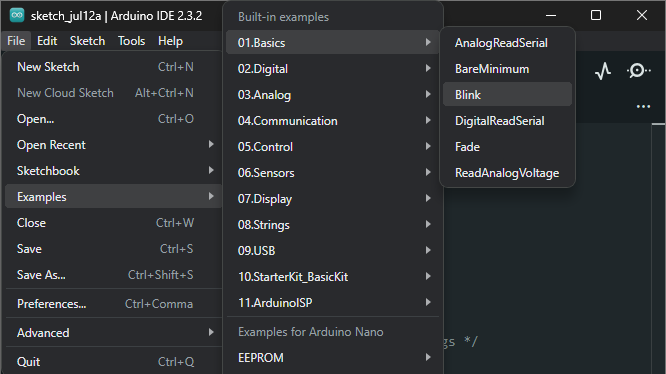 sketch_jul12a | Arduino IDE 2.3.2
File Edit Sketch Tools Help
New Sketch Ctrl+N
New Cloud Sketch Alt+Ctrl+N
Open... Ctrl+O
Open Recent
Sketchbook
Examples
Close Ctrl+W
Save Ctrl+S
Save As... Ctrl+Shift+S
Preferences... Ctrl+Comma
Advanced
Quit Ctrl+Q
Built-in examples
01.Basics
02.Digital
03.Analog
04.Communication
05.Control
06.Sensors
07.Display
08.Strings
09.USB
10.StarterKit_BasicKit
11.ArduinoISP
Examples for Arduino Nano
EEPROM
AnalogReadSerial
BareMinimum
Blink
DigitalReadSerial
Fade
ReadAnalogVoltage
gs */